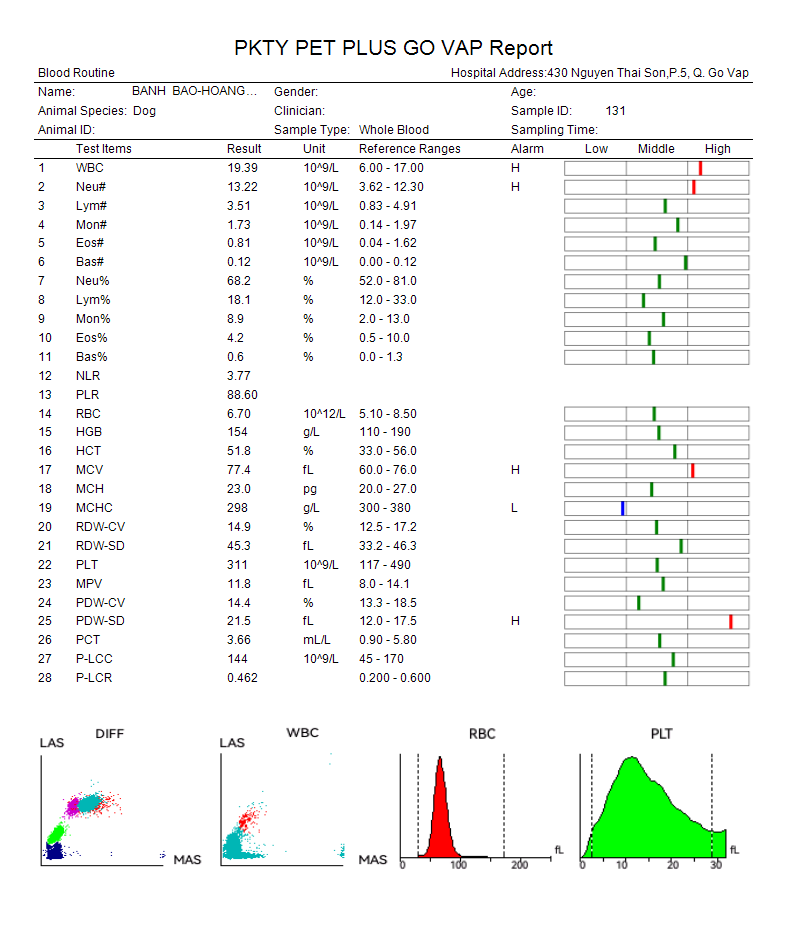 PKTY PET PLUS GO VAP Report
Blood Routine Hospital Address:430 Nguyen Thai Son,P.5, Q. Go Vap
Name: BANH BAO-HOANG... Gender: Age:
Animal Species: Dog Clinician: Sample ID: 131
Animal ID: Sample Type: Whole Blood Sampling Time:
Test Items Result Unit Reference Ranges Alarm Low Middle High
1 WBC 19.39 10^9/L 6.00 - 17.00 H
2 Neu# 13.22 10^9/L 3.62 - 12.30 H
3 Lym# 3.51 10^9/L 0.83 - 4.91
4 Mon# 1.73 10^9/L 0.14 - 1.97
5 Eos# 0.81 10^9/L 0.04 - 1.62
6 Bas# 0.12 10^9/L 0.00 - 0.12
7 Neu% 68.2 % 52.0 - 81.0
8 Lym% 18.1 % 12.0 - 33.0
9 Mon% 8.9 % 2.0 - 13.0
10 Eos% 4.2 % 0.5 - 10.0
11 Bas% 0.6 % 0.0 - 1.3
12 NLR 3.77
13 PLR 88.60
14 RBC 6.70 10^12/L 5.10 - 8.50
15 HGB 154 g/L 110 - 190
16 HCT 51.8 % 33.0 - 56.0
17 MCV 77.4 fL 60.0 - 76.0 H
18 MCH 23.0 pg 20.0 - 27.0
19 MCHC 298 g/L 300 - 380 L
20 RDW-CV 14.9 % 12.5 - 17.2
21 RDW-SD 45.3 fL 33.2 - 46.3
22 PLT 311 10^9/L 117 - 490
23 MPV 11.8 fL 8.0 - 14.1
24 PDW-CV 14.4 % 13.3 - 18.5
25 PDW-SD 21.5 fL 12.0 - 17.5 H
26 PCT 3.66 mL/L 0.90 - 5.80
27 P-LCC 144 10^9/L 45 - 170
28 P-LCR 0.462 0.200 - 0.600
DIFF WBC RBC PLT
LAS LAS
MAS MAS fL fL
0 100 200 0 10 20 30